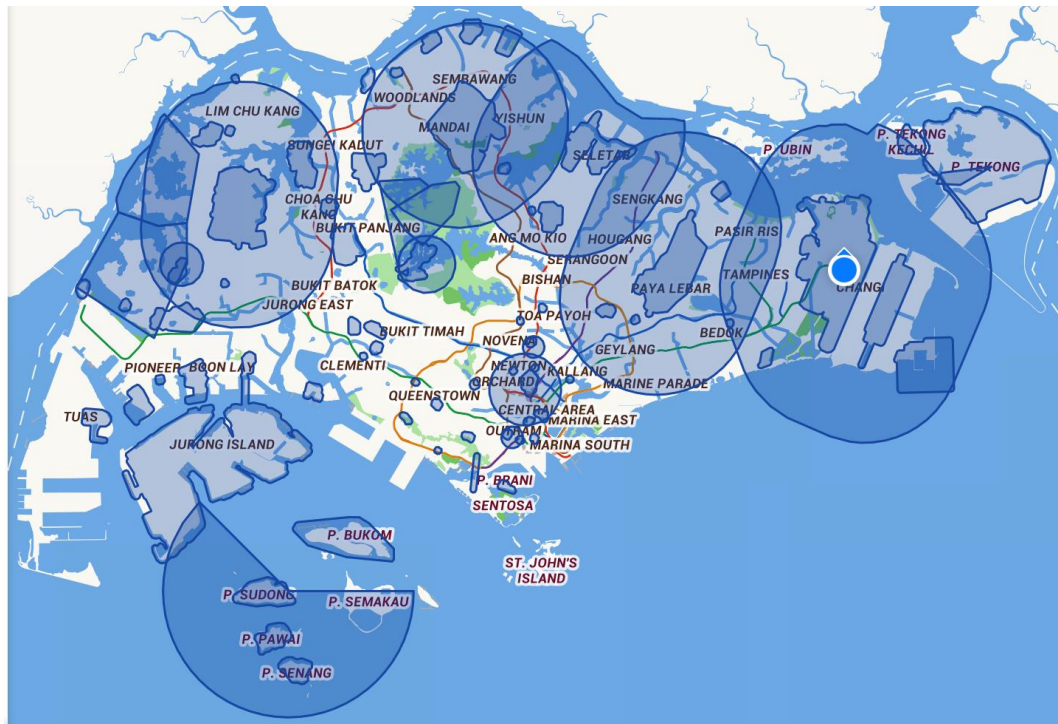 SEMBAWANG
WOODLANDS
LIM CHU KANG
MANDAI
YISHUN
SUNGEI KADUT
SELETAR
P. UBIN
P. TEKONG
KECHIL
P. TEKONG
CHOA CHU
KANG
SENGKANG
BUKIT PANJANG
ANG MO KIO
HOUGANG
PASIR RIS
SERANGOON
BISHAN
TAMPINES
BUKIT BATOK
PAYA LEBAR
CHANGI
JURONG EAST
TOA PAYOH
BUKIT TIMAH
BEDOK
NOVENA
GEYLANG
PIONEER
BOON LAY
CLEMENTI
NEWTON
KALLANG
ORCHARD
MARINE PARADE
QUEENSTOWN
CENTRAL AREA
TUAS
MARINA EAST
OUTRAM
JURONG ISLAND
MARINA SOUTH
P. BRANI
SENTOSA
P. BUKOM
ST. JOHN'S
ISLAND
P. SUDONG
P. SEMAKAU
P. PAWAI
P. SENANG